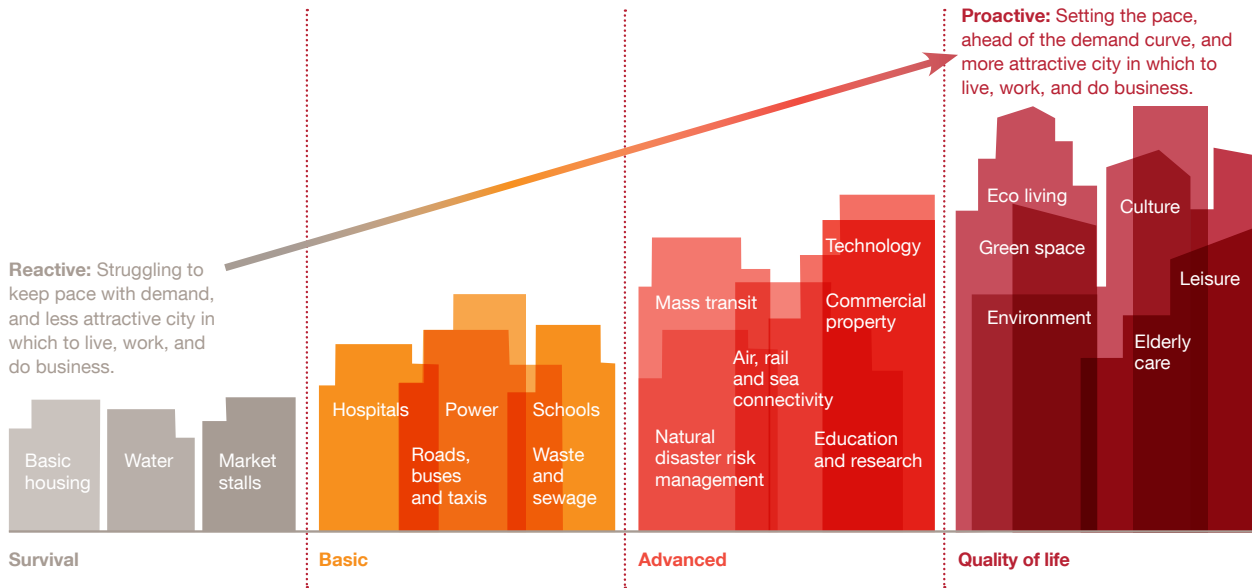 Reactive: Struggling to
keep pace with demand,
and less attractive city in
which to live, work, and
do business.
Proactive: Setting the pace,
ahead of the demand curve, and
more attractive city in which to
live, work, and do business.
Basic
housing
Water
Market
stalls
Survival
Hospitals
Power
Schools
Roads,
buses
and taxis
Waste
and
sewage
Basic
Mass transit
Technology
Commercial
property
Air, rail
and sea
connectivity
Natural
disaster risk
management
Education
and research
Advanced
Eco living
Culture
Green space
Leisure
Environment
Elderly
care
Quality of life